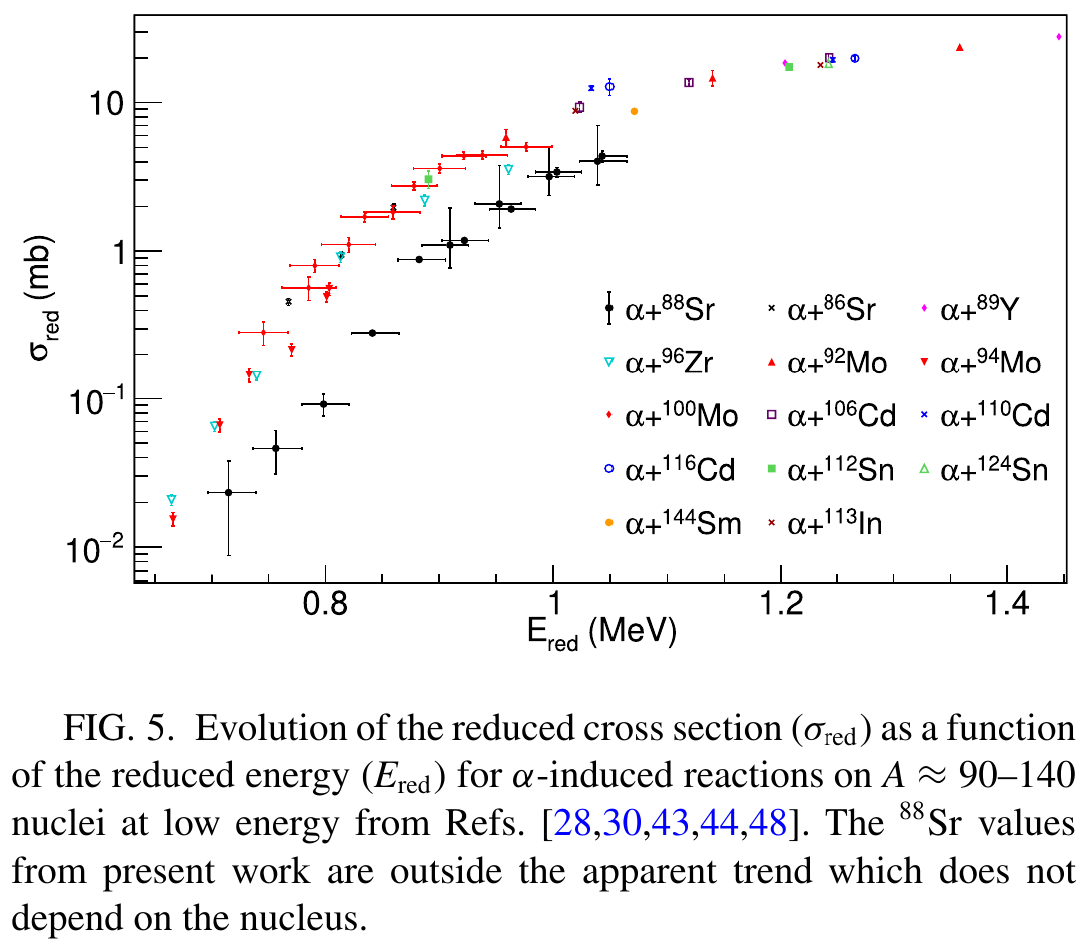 10
1
10⁻¹
10⁻²
σred (mb)
α+⁸⁸Sr α+⁸⁶Sr α+⁸⁹Y
α+⁹⁶Zr α+⁹²Mo α+⁹⁴Mo
α+¹⁰⁰Mo α+¹⁰⁶Cd α+¹¹⁰Cd
α+¹¹⁶Cd α+¹¹²Sn α+¹²⁴Sn
α+¹⁴⁴Sm α+¹¹³In
0.8 1 1.2 1.4
Ered (MeV)
FIG. 5. Evolution of the reduced cross section (σred) as a function
of the reduced energy (Ered) for α-induced reactions on A ≈ 90–140
nuclei at low energy from Refs. [28,30,43,44,48]. The ⁸⁸Sr values
from present work are outside the apparent trend which does not
depend on the nucleus.